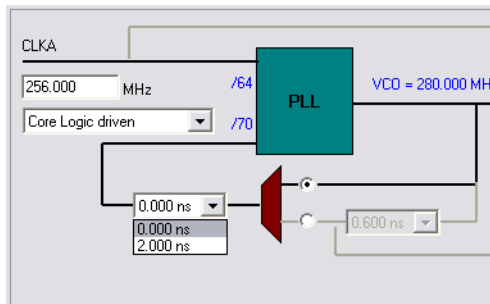 CLKA
256.000 MHz
/64
PLL
VCO = 280.000 MH
Core Logic driven
/70
0.000 ns
0.000 ns
2.000 ns
0.600 ns